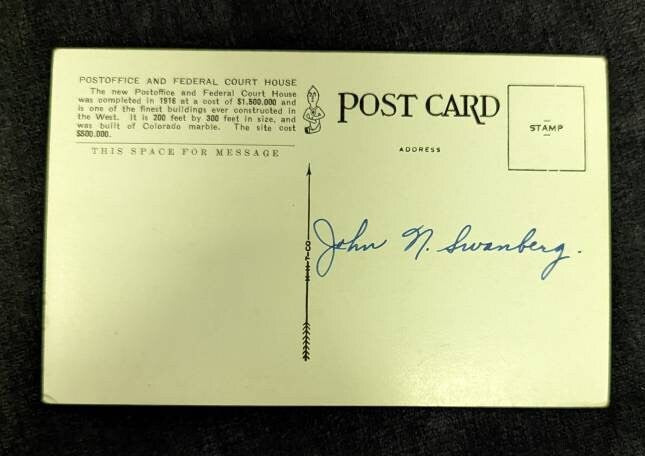 POSTOFFICE AND FEDERAL COURT HOUSE
The new Postoffice and Federal Court House
was completed in 1916 at a cost of $1,500,000 and
is one of the finest buildings ever constructed in
the West. It is 200 feet by 300 feet in size, and
was built of Colorado marble. The site cost
$500,000.
THIS SPACE FOR MESSAGE
POST CARD
ADDRESS
STAMP
John N. Swanberg.